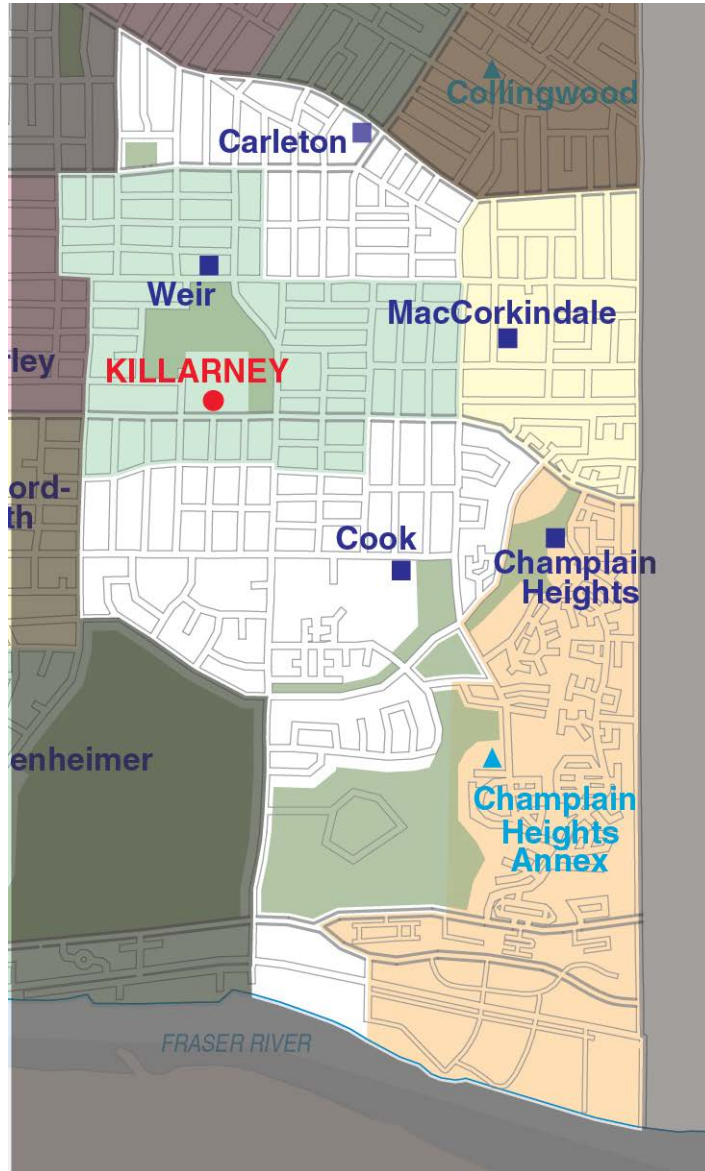 Collingwood
Carleton
Weir
MacCorkindale
rley
KILLARNEY
ord-
th
Cook
Champlain
Heights
enheimer
Champlain
Heights
Annex
FRASER RIVER